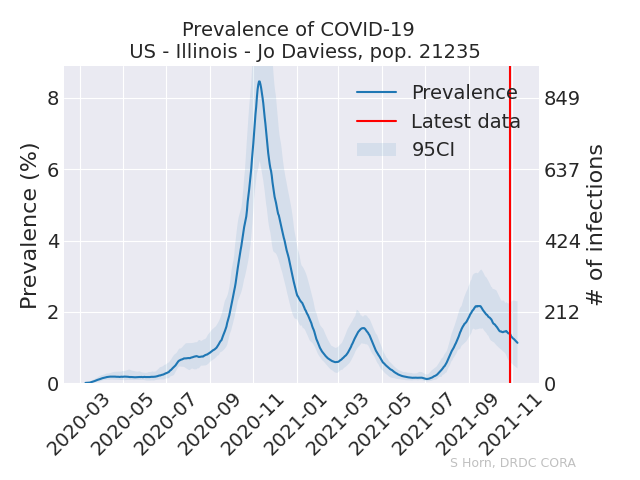 Prevalence of COVID-19
US - Illinois - Jo Daviess, pop. 21235
Prevalence (%)
8
6
4
2
0
849
637
424
212
0
# of infections
Prevalence
Latest data
95CI
2020-03
2020-05
2020-07
2020-09
2020-11
2021-01
2021-03
2021-05
2021-07
2021-09
2021-11
S Horn, DRDC CORA